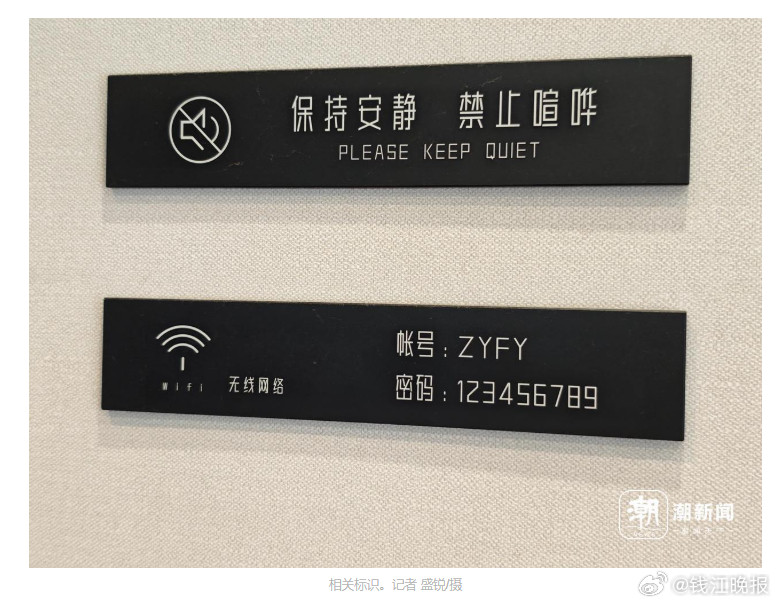 保持安静 禁止喧哗
PLEASE KEEP QUIET
帐号：ZYFY
WiFi 无线网络
密码：123456789
潮 潮新闻
相关标识。记者 盛锐/摄
@钱江晚报